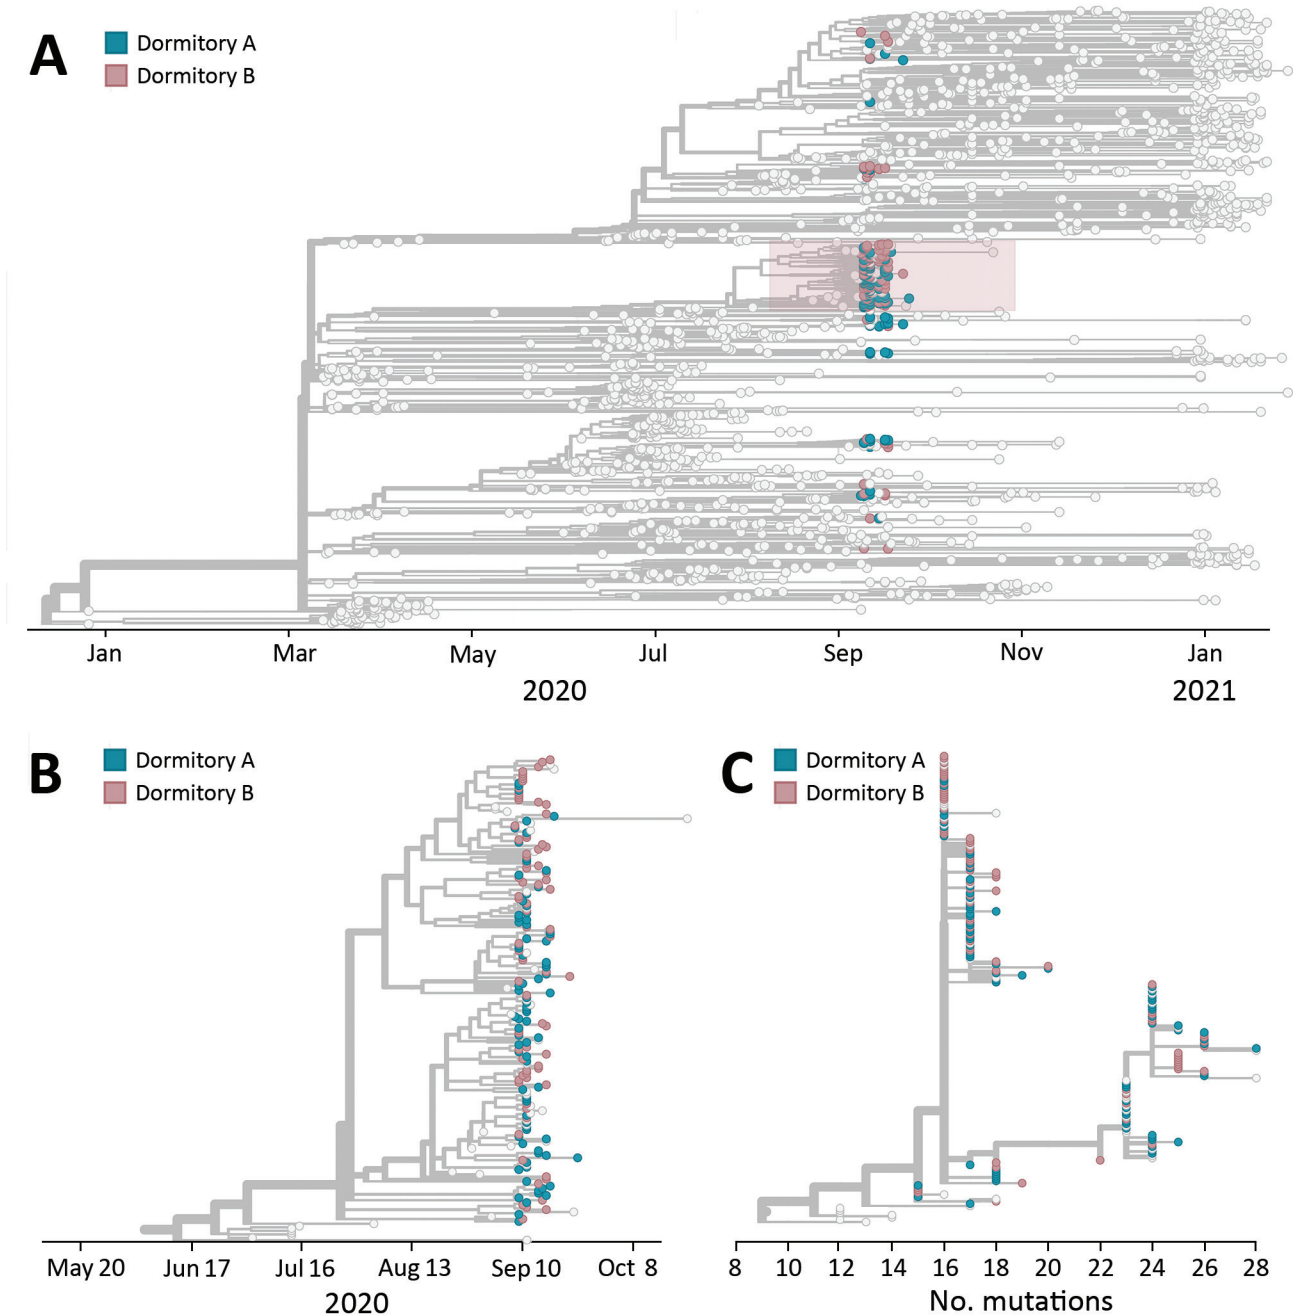 A
Dormitory A
Dormitory B
Jan Mar May Jul Sep Nov Jan
2020 2021
B
Dormitory A
Dormitory B
May 20 Jun 17 Jul 16 Aug 13 Sep 10 Oct 8
2020
C
Dormitory A
Dormitory B
8 10 12 14 16 18 20 22 24 26 28
No. mutations